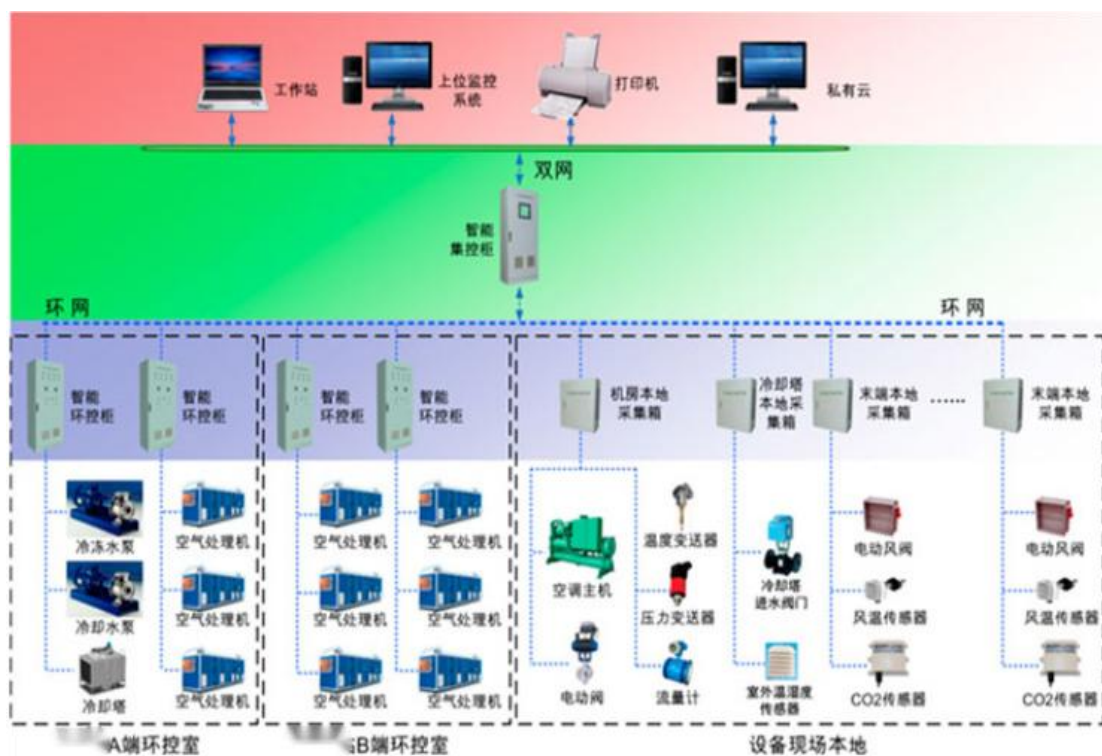 工作站
上位监控
系统
打印机
私有云
双网
智能
集控柜
环 网
环 网
智能
环控柜
智能
环控柜
智能
环控柜
智能
环控柜
机房本地
采集箱
冷却塔
本地采
集箱
末端本地
采集箱
……
末端本地
采集箱
冷冻水泵
空气处理机
空气处理机
空气处理机
空调主机
温度变送器
冷却塔
进水阀门
电动风阀
电动风阀
冷却水泵
空气处理机
空气处理机
空气处理机
压力变送器
风温传感器
风温传感器
冷却塔
空气处理机
空气处理机
空气处理机
电动阀
流量计
室外温湿度
传感器
CO2传感器
CO2传感器
A端环控室
B端环控室
设备现场本地